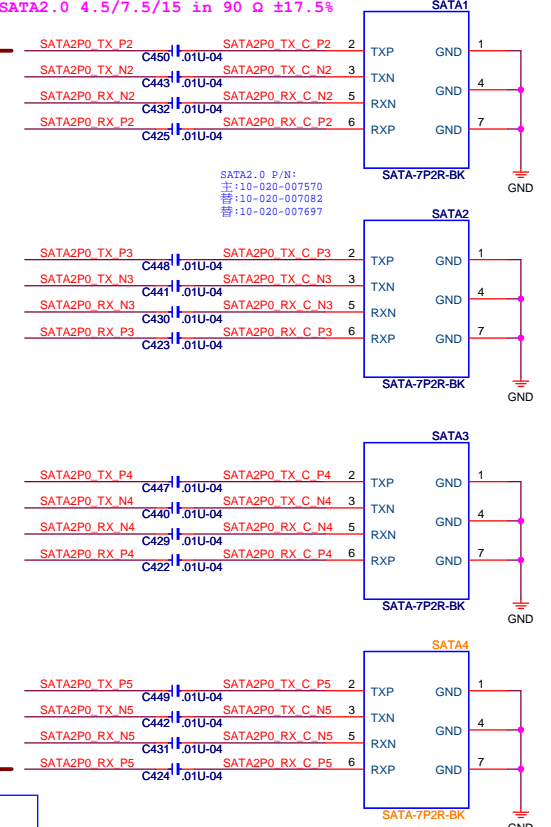 SATA2.0 4.5/7.5/15 in 90 Ω ±17.5%
SATA1
SATA2P0_TX_P2 C450 .01U-04 SATA2P0_TX_C_P2 2 TXP GND 1
SATA2P0_TX_N2 C443 .01U-04 SATA2P0_TX_C_N2 3 TXN GND 4
SATA2P0_RX_N2 C432 .01U-04 SATA2P0_RX_C_N2 5 RXN
SATA2P0_RX_P2 C425 .01U-04 SATA2P0_RX_C_P2 6 RXP GND 7
SATA-7P2R-BK
GND
SATA2.0 P/N:
主:10-020-007570
替:10-020-007082
替:10-020-007697
SATA2
SATA2P0_TX_P3 C448 .01U-04 SATA2P0_TX_C_P3 2 TXP GND 1
SATA2P0_TX_N3 C441 .01U-04 SATA2P0_TX_C_N3 3 TXN GND 4
SATA2P0_RX_N3 C430 .01U-04 SATA2P0_RX_C_N3 5 RXN
SATA2P0_RX_P3 C423 .01U-04 SATA2P0_RX_C_P3 6 RXP GND 7
SATA-7P2R-BK
GND
SATA3
SATA2P0_TX_P4 C447 .01U-04 SATA2P0_TX_C_P4 2 TXP GND 1
SATA2P0_TX_N4 C440 .01U-04 SATA2P0_TX_C_N4 3 TXN GND 4
SATA2P0_RX_N4 C429 .01U-04 SATA2P0_RX_C_N4 5 RXN
SATA2P0_RX_P4 C422 .01U-04 SATA2P0_RX_C_P4 6 RXP GND 7
SATA-7P2R-BK
GND
SATA4
SATA2P0_TX_P5 C449 .01U-04 SATA2P0_TX_C_P5 2 TXP GND 1
SATA2P0_TX_N5 C442 .01U-04 SATA2P0_TX_C_N5 3 TXN GND 4
SATA2P0_RX_N5 C431 .01U-04 SATA2P0_RX_C_N5 5 RXN
SATA2P0_RX_P5 C424 .01U-04 SATA2P0_RX_C_P5 6 RXP GND 7
SATA-7P2R-BK
GND